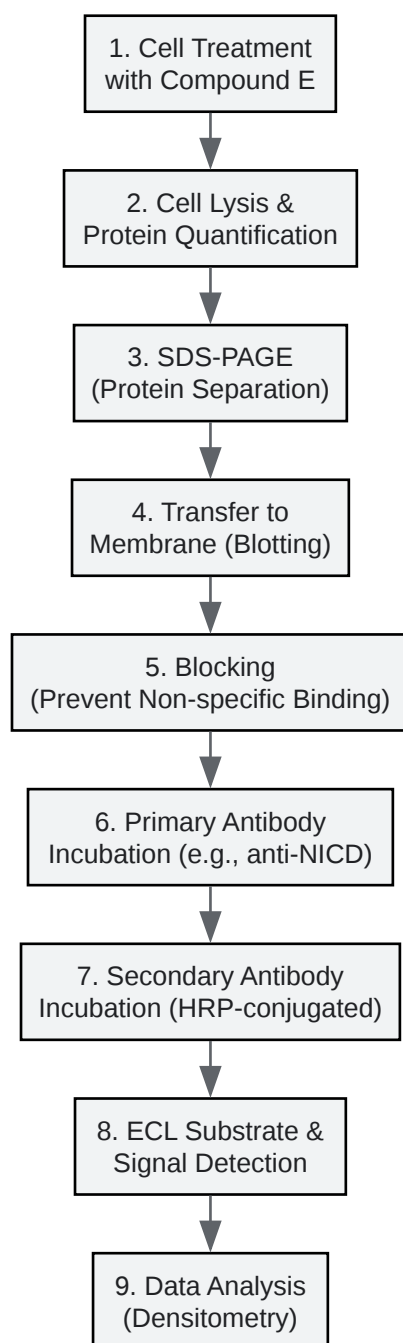 1. Cell Treatment
with Compound E
2. Cell Lysis &
Protein Quantification
3. SDS-PAGE
(Protein Separation)
4. Transfer to
Membrane (Blotting)
5. Blocking
(Prevent Non-specific Binding)
6. Primary Antibody
Incubation (e.g., anti-NICD)
7. Secondary Antibody
Incubation (HRP-conjugated)
8. ECL Substrate &
Signal Detection
9. Data Analysis
(Densitometry)